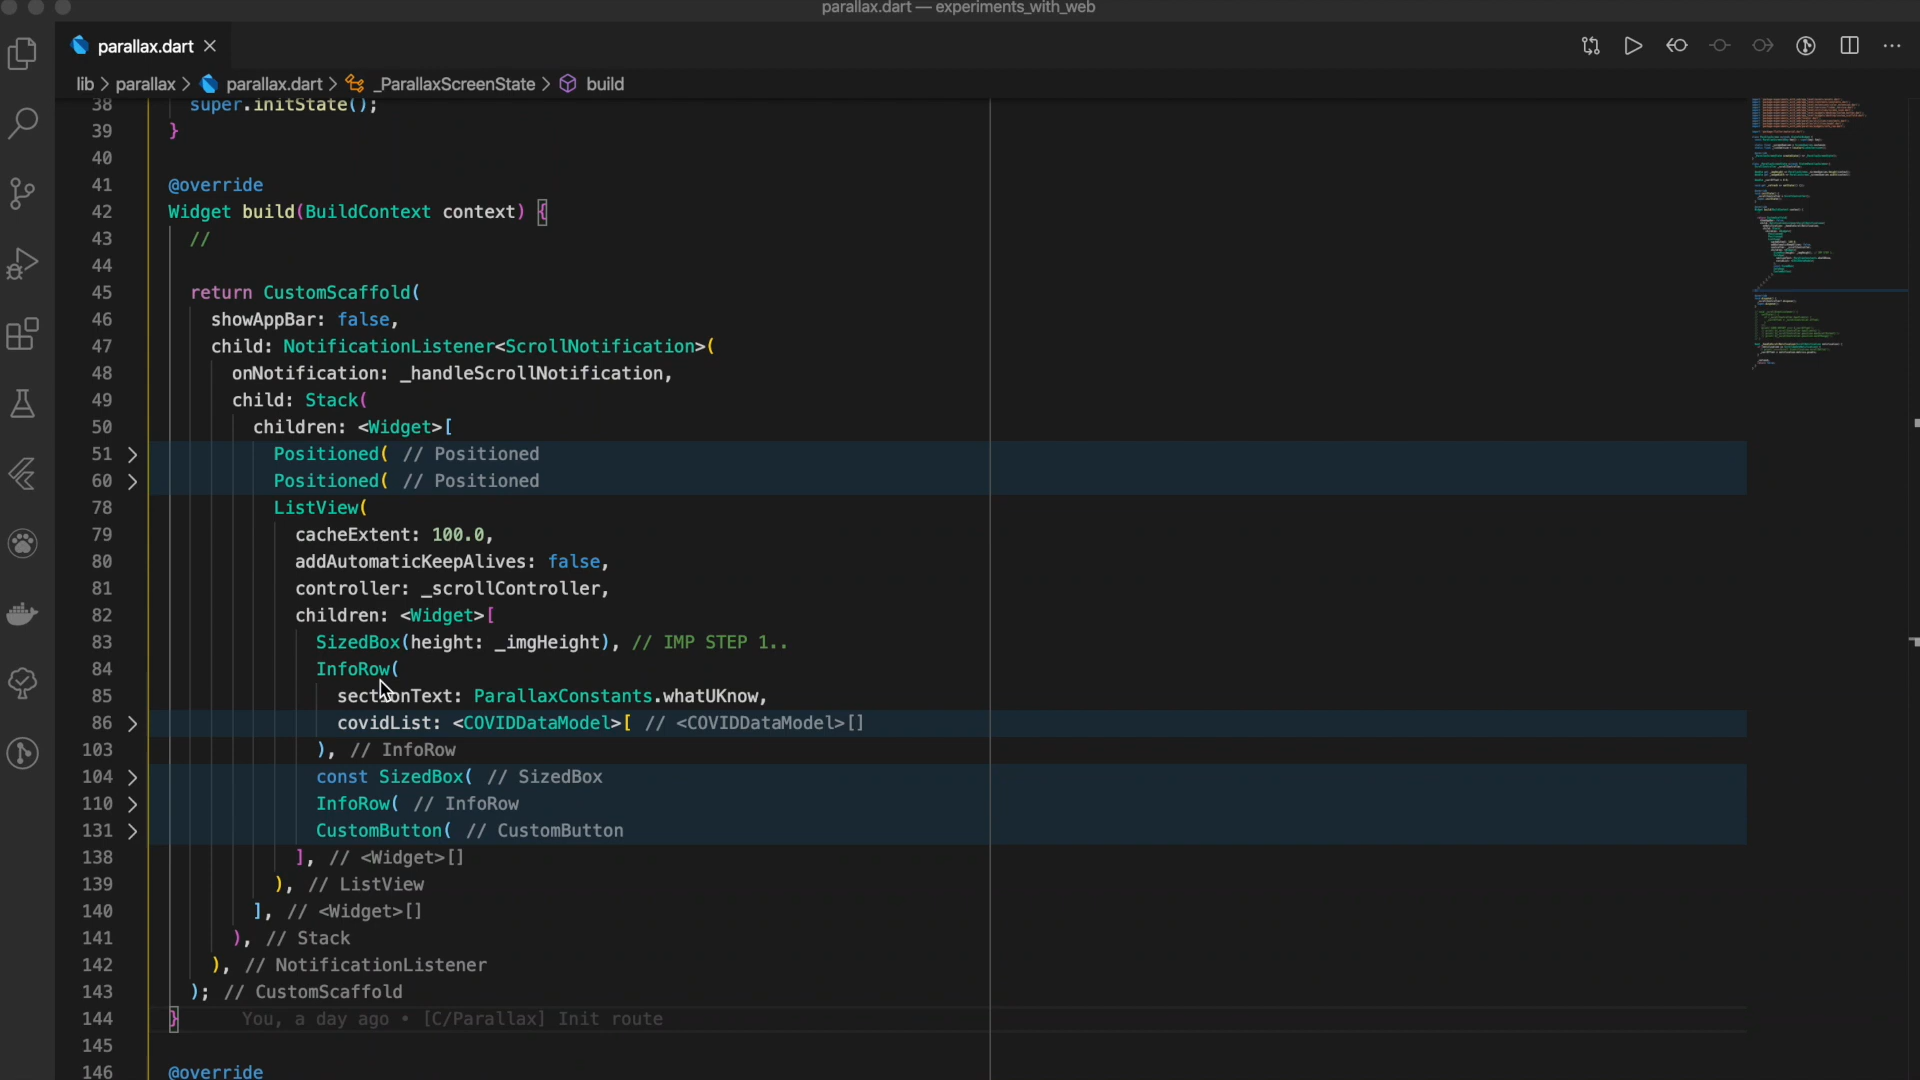 parallax.dart — experiments_with_web
parallax.dart
lib > parallax > parallax.dart > _ParallaxScreenState > build
38 super.initState();
39 }
40
41 @override
42 Widget build(BuildContext context) {
43 //
44
45 return CustomScaffold(
46 showAppBar: false,
47 child: NotificationListener<ScrollNotification>(
48 onNotification: _handleScrollNotification,
49 child: Stack(
50 children: <Widget>[
51 Positioned( // Positioned
60 Positioned( // Positioned
78 ListView(
79 cacheExtent: 100.0,
80 addAutomaticKeepAlives: false,
81 controller: _scrollController,
82 children: <Widget>[
83 SizedBox(height: _imgHeight), // IMP STEP 1..
84 InfoRow(
85 sectionText: ParallaxConstants.whatUKnow,
86 covidList: <COVIDDataModel>[ // <COVIDDataModel>[]
103 ), // InfoRow
104 const SizedBox( // SizedBox
110 InfoRow( // InfoRow
131 CustomButton( // CustomButton
138 ], // <Widget>[]
139 ), // ListView
140 ], // <Widget>[]
141 ), // Stack
142 ), // NotificationListener
143 ); // CustomScaffold
144 } You, a day ago • [C/Parallax] Init route
145
146 @override